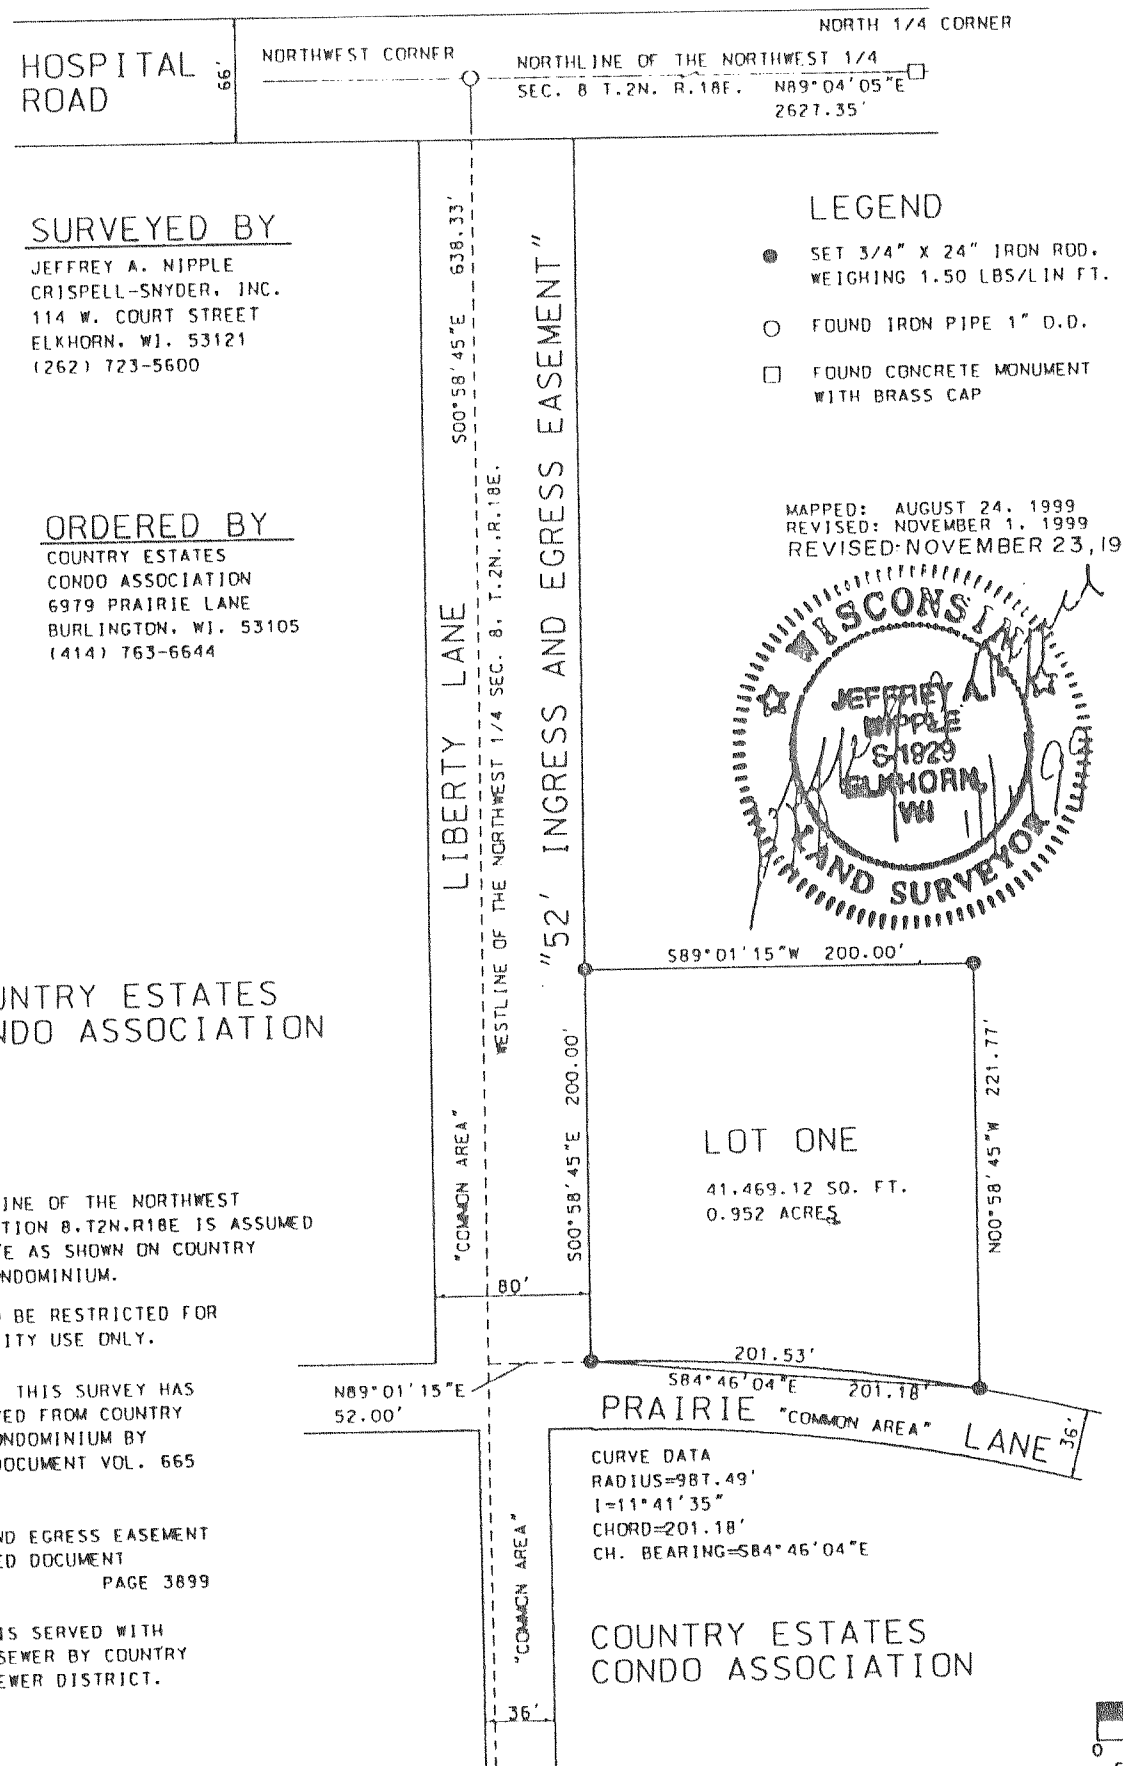 NORTH 1/4 CORNER
HOSPITAL
ROAD
66'
NORTHWEST CORNER
NORTHLINE OF THE NORTHWEST 1/4
SEC. 8 T.2N. R.18E. N89°04'05"E
2627.35'
SURVEYED BY
JEFFREY A. NIPPLE
CRISPELL-SNYDER, INC.
114 W. COURT STREET
ELKHORN, WI. 53121
(262) 723-5600
LEGEND
SET 3/4" X 24" IRON ROD,
WEIGHING 1.50 LBS/LIN FT.
FOUND IRON PIPE 1" O.D.
FOUND CONCRETE MONUMENT
WITH BRASS CAP
S00°58'45"E 638.33'
"52' INGRESS AND EGRESS EASEMENT"
LIBERTY LANE
WESTLINE OF THE NORTHWEST 1/4 SEC. 8. T.2N..R.18E.
ORDERED BY
COUNTRY ESTATES
CONDO ASSOCIATION
6979 PRAIRIE LANE
BURLINGTON, WI. 53105
(414) 763-6644
MAPPED: AUGUST 24, 1999
REVISED: NOVEMBER 1, 1999
REVISED-NOVEMBER 23,19
WISCONSIN
JEFFREY A.
NIPPLE
S-1829
ELKHORN,
WI
LAND SURVEYOR
S89°01'15"W 200.00'
UNTRY ESTATES
NDO ASSOCIATION
S00°58'45"E 200.00'
N00°58'45"W 221.77'
LOT ONE
41,469.12 SQ. FT.
0.952 ACRES
"COMMON AREA"
80'
INE OF THE NORTHWEST
TION 8.T2N.R18E IS ASSUMED
E AS SHOWN ON COUNTRY
NDOMINIUM.
BE RESTRICTED FOR
ITY USE ONLY.
THIS SURVEY HAS
VED FROM COUNTRY
ONDOMINIUM BY
DOCUMENT VOL. 665
ND EGRESS EASEMENT
ED DOCUMENT
PAGE 3899
IS SERVED WITH
SEWER BY COUNTRY
EWER DISTRICT.
N89°01'15"E
52.00'
201.53'
S84°46'04"E 201.18'
PRAIRIE "COMMON AREA" LANE
36'
CURVE DATA
RADIUS=987.49'
I=11°41'35"
CHORD=201.18'
CH. BEARING=S84°46'04"E
"COMMON AREA"
36'
COUNTRY ESTATES
CONDO ASSOCIATION
0